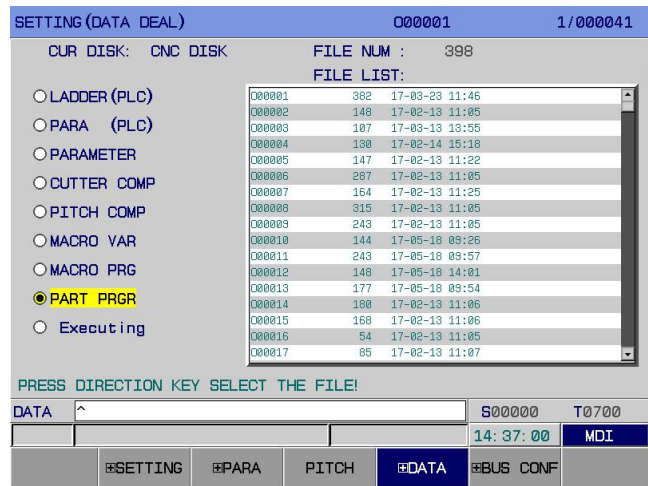 SETTING(DATA DEAL) O00001 1/000041
CUR DISK: CNC DISK FILE NUM : 398
FILE LIST:
LADDER(PLC)
PARA (PLC)
PARAMETER
CUTTER COMP
PITCH COMP
MACRO VAR
MACRO PRG
PART PRGR
Executing
O00001 382 17-03-23 11:46
O00002 148 17-02-13 11:05
O00003 107 17-03-13 13:55
O00004 130 17-02-14 15:18
O00005 147 17-02-13 11:22
O00006 287 17-02-13 11:05
O00007 164 17-02-13 11:25
O00008 315 17-02-13 11:05
O00009 243 17-02-13 11:05
O00010 144 17-05-18 09:26
O00011 243 17-05-18 09:57
O00012 148 17-05-18 14:01
O00013 177 17-05-18 09:54
O00014 180 17-02-13 11:06
O00015 168 17-02-13 11:06
O00016 54 17-02-13 11:05
O00017 85 17-02-13 11:07
PRESS DIRECTION KEY SELECT THE FILE!
DATA ^ S00000 T0700
14:37:00 MDI
⊞SETTING ⊞PARA PITCH ⊞DATA ⊞BUS CONF